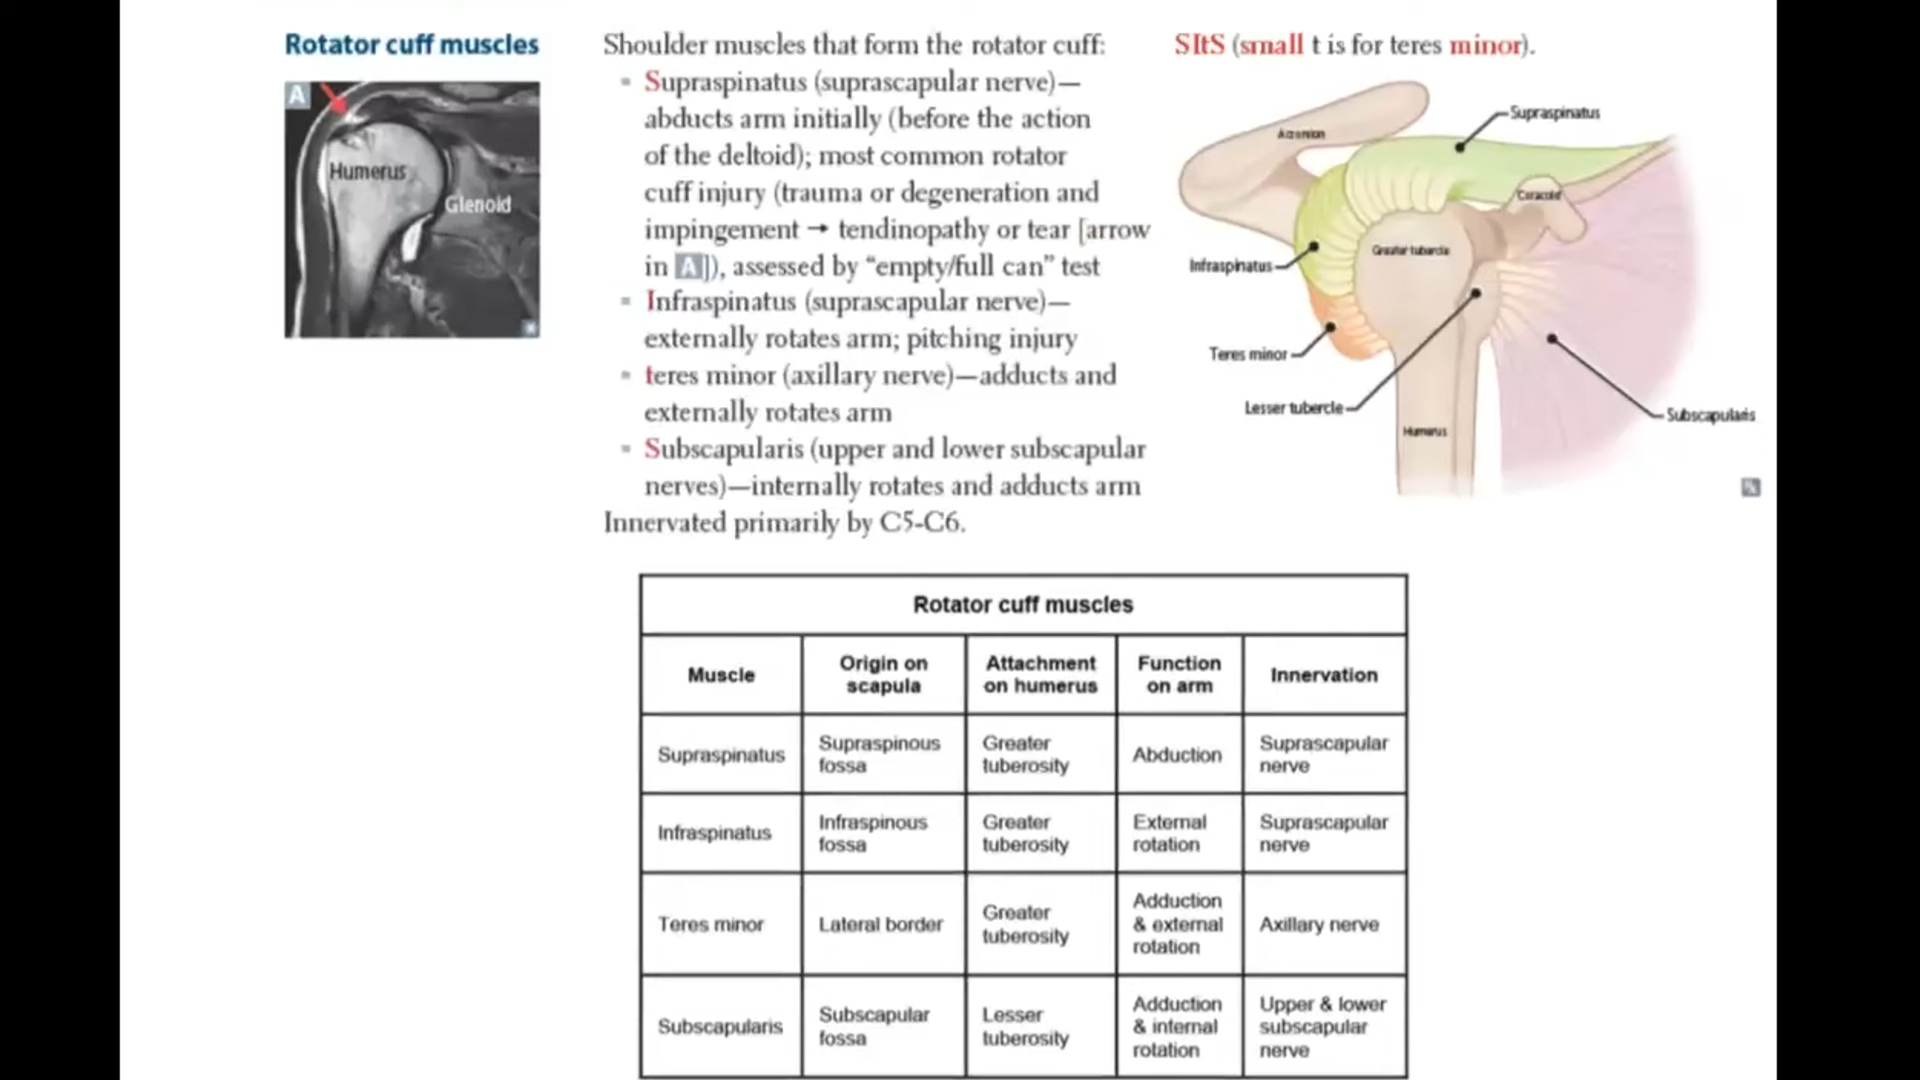 Rotator cuff muscles
A
Humerus
Glenoid
Shoulder muscles that form the rotator cuff:
▪ Supraspinatus (suprascapular nerve)—
abducts arm initially (before the action
of the deltoid); most common rotator
cuff injury (trauma or degeneration and
impingement → tendinopathy or tear [arrow
in A]), assessed by “empty/full can” test
▪ Infraspinatus (suprascapular nerve)—
externally rotates arm; pitching injury
▪ teres minor (axillary nerve)—adducts and
externally rotates arm
▪ Subscapularis (upper and lower subscapular
nerves)—internally rotates and adducts arm
Innervated primarily by C5-C6.
SItS (small t is for teres minor).
Supraspinatus
Acromion
Coracoid
Greater tubercle
Infraspinatus
Teres minor
Lesser tubercle
Subscapularis
Humerus
Rotator cuff muscles
Muscle
Origin on
scapula
Attachment
on humerus
Function
on arm
Innervation
Supraspinatus
Supraspinous
fossa
Greater
tuberosity
Abduction
Suprascapular
nerve
Infraspinatus
Infraspinous
fossa
Greater
tuberosity
External
rotation
Suprascapular
nerve
Teres minor
Lateral border
Greater
tuberosity
Adduction
& external
rotation
Axillary nerve
Subscapularis
Subscapular
fossa
Lesser
tuberosity
Adduction
& internal
rotation
Upper & lower
subscapular
nerve